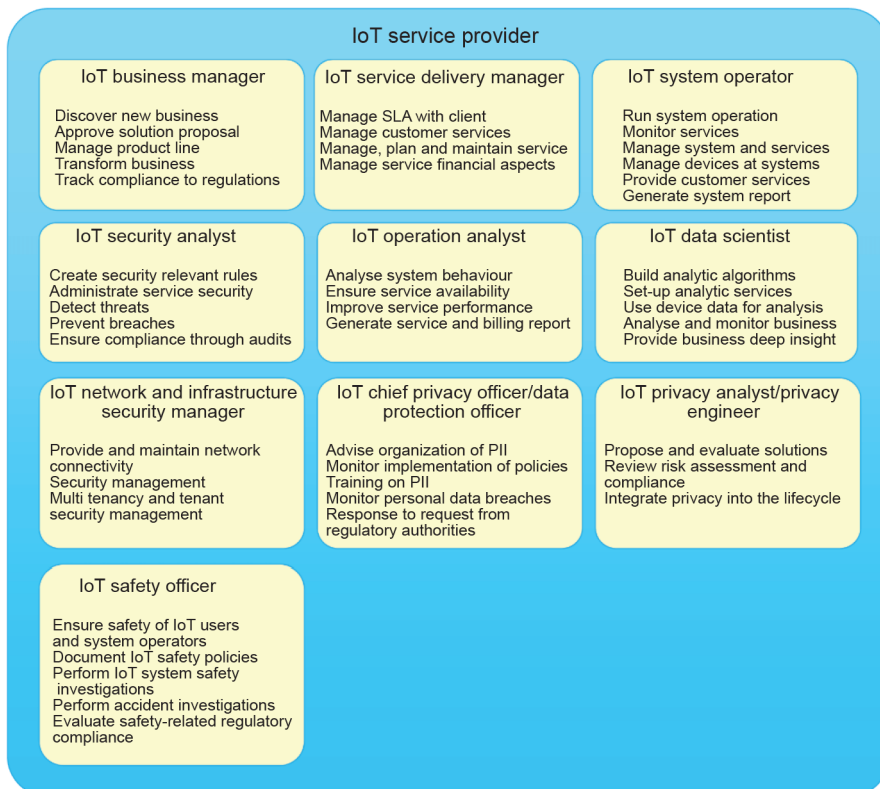 IoT service provider
IoT business manager
Discover new business
Approve solution proposal
Manage product line
Transform business
Track compliance to regulations
IoT service delivery manager
Manage SLA with client
Manage customer services
Manage, plan and maintain service
Manage service financial aspects
IoT system operator
Run system operation
Monitor services
Manage system and services
Manage devices at systems
Provide customer services
Generate system report
IoT security analyst
Create security relevant rules
Administrate service security
Detect threats
Prevent breaches
Ensure compliance through audits
IoT operation analyst
Analyse system behaviour
Ensure service availability
Improve service performance
Generate service and billing report
IoT data scientist
Build analytic algorithms
Set-up analytic services
Use device data for analysis
Analyse and monitor business
Provide business deep insight
IoT network and infrastructure
security manager
Provide and maintain network
connectivity
Security management
Multi tenancy and tenant
security management
IoT chief privacy officer/data
protection officer
Advise organization of PII
Monitor implementation of policies
Training on PII
Monitor personal data breaches
Response to request from
regulatory authorities
IoT privacy analyst/privacy
engineer
Propose and evaluate solutions
Review risk assessment and
compliance
Integrate privacy into the lifecycle
IoT safety officer
Ensure safety of IoT users
and system operators
Document IoT safety policies
Perform IoT system safety
investigations
Perform accident investigations
Evaluate safety-related regulatory
compliance